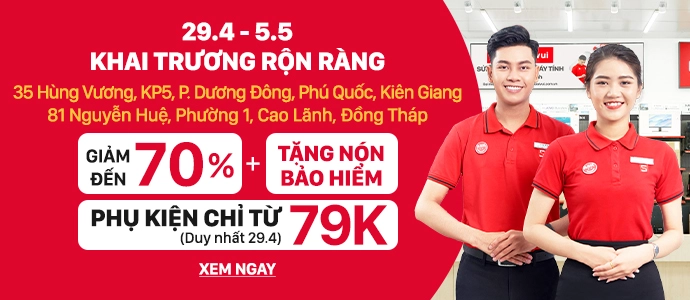 29.4 - 5.5
KHAI TRƯƠNG RỘN RÀNG
35 Hùng Vương, KP5, P. Dương Đông, Phú Quốc, Kiên Giang
81 Nguyễn Huệ, Phường 1, Cao Lãnh, Đồng Tháp
GIẢM ĐẾN 70% + TẶNG NÓN BẢO HIỂM
PHỤ KIỆN CHỈ TỪ 79K
(Duy nhất 29.4)
XEM NGAY
vui